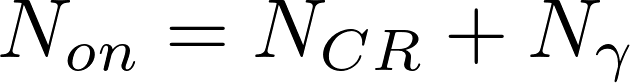 $N_{on} = N_{CR} + N_{\gamma}$